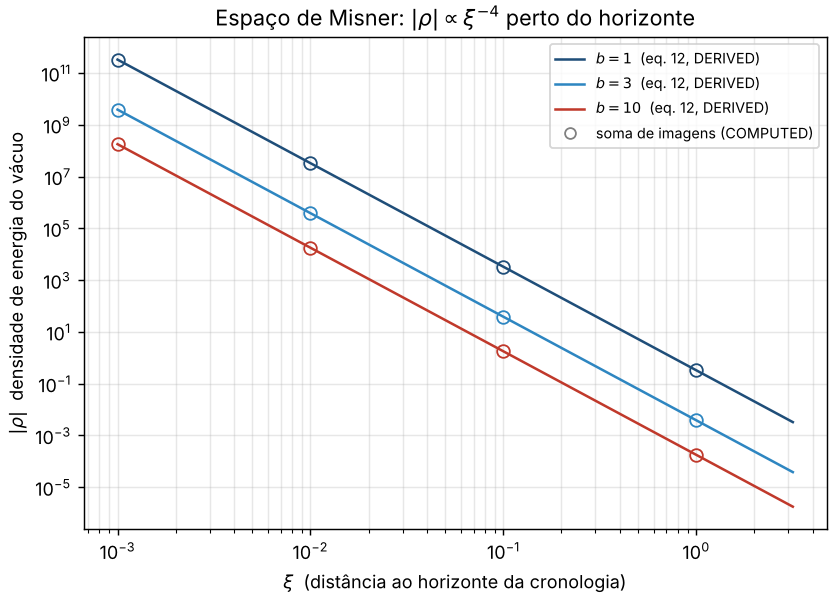 Espaço de Misner: |ρ| ∝ ξ⁻⁴ perto do horizonte
b = 1 (eq. 12, DERIVED)
b = 3 (eq. 12, DERIVED)
b = 10 (eq. 12, DERIVED)
soma de imagens (COMPUTED)
|ρ| densidade de energia do vácuo
10¹¹
10⁹
10⁷
10⁵
10³
10¹
10⁻¹
10⁻³
10⁻⁵
10⁻³ 10⁻² 10⁻¹ 10⁰
ξ (distância ao horizonte da cronologia)